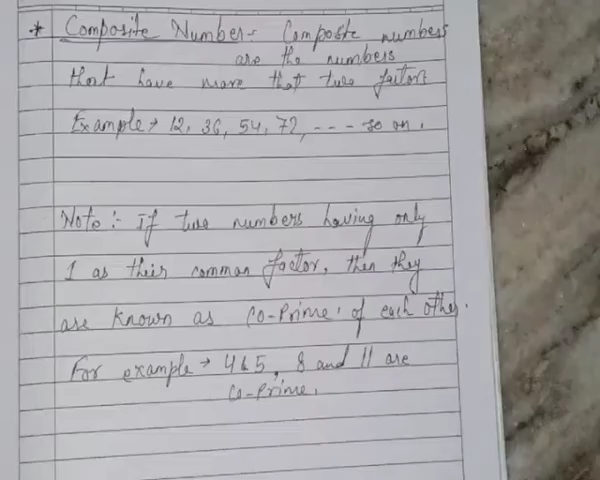 * Composite Number- Composte numbers
are the numbers
that have more that two factors
Example → 12, 36, 54, 72, ---- so on.
Note:- If two numbers having only
1 as their common factor, then they
are known as Co-Prime, of each other.
For example → 4 & 5, 8 and 11 are
Co-Prime.